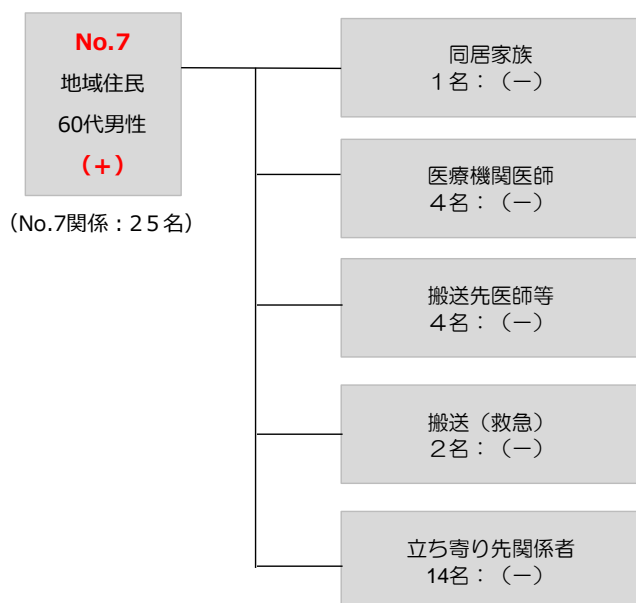 No.7
地域住民
60代男性
（+）
（No.7関係：２５名）
同居家族
１名：（－）
医療機関医師
４名：（－）
搬送先医師等
４名：（－）
搬送（救急）
２名：（－）
立ち寄り先関係者
14名：（－）